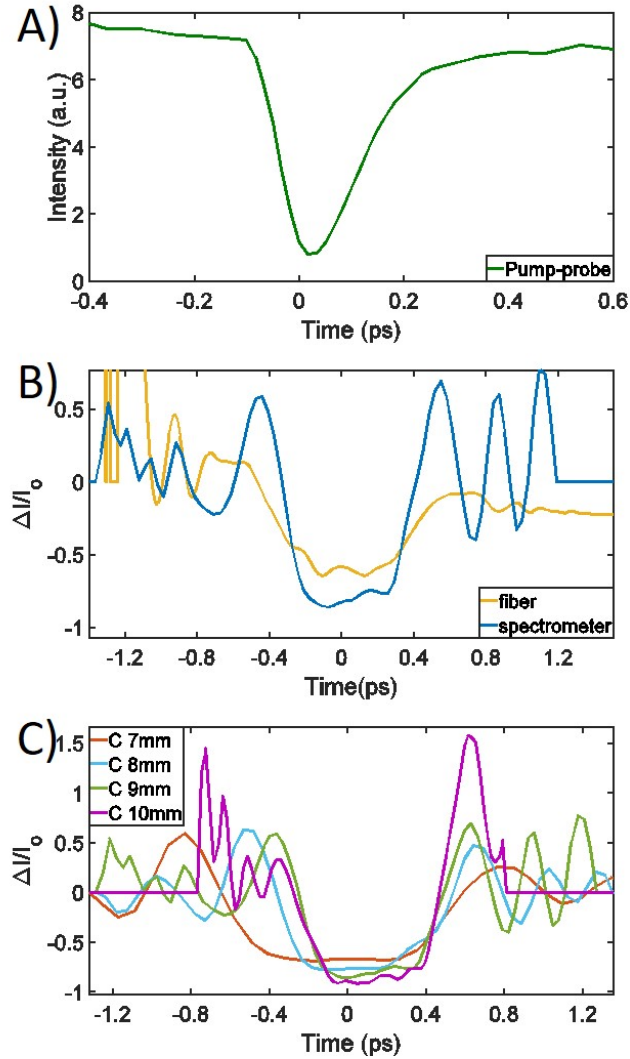 A)
Intensity (a.u.)
8
6
4
2
0
-0.4
-0.2
0
0.2
0.4
0.6
Pump-probe
Time (ps)
B)
ΔI/Io
0.5
0
-0.5
-1
-1.2
-0.8
-0.4
0
0.4
0.8
1.2
fiber
spectrometer
Time(ps)
C)
ΔI/Io
1.5
1
0.5
0
-0.5
-1
C 7mm
C 8mm
C 9mm
C 10mm
-1.2
-0.8
-0.4
0
0.4
0.8
1.2
Time (ps)